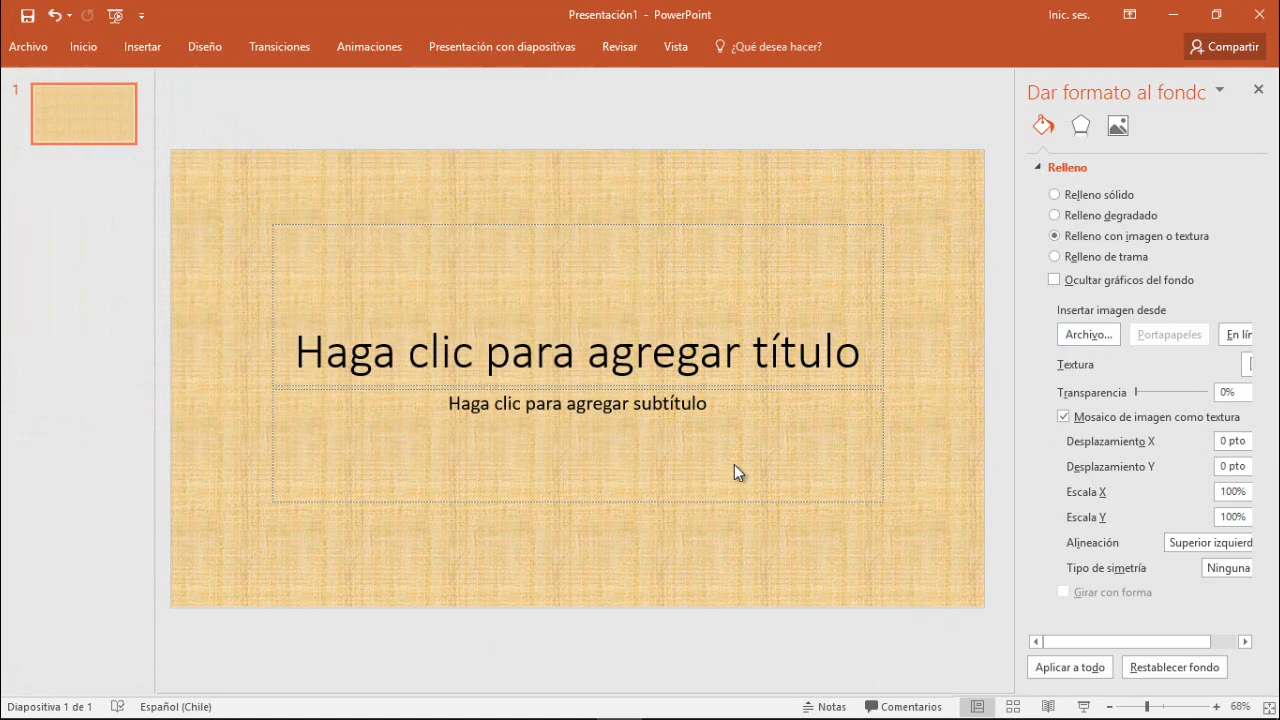 Presentación1 - PowerPoint
Inic. ses.
Archivo Inicio Insertar Diseño Transiciones Animaciones Presentación con diapositivas Revisar Vista ¿Qué desea hacer? Compartir
1
Haga clic para agregar título
Haga clic para agregar subtítulo
Dar formato al fondo
Relleno
Relleno sólido
Relleno degradado
Relleno con imagen o textura
Relleno de trama
Ocultar gráficos del fondo
Insertar imagen desde
Archivo... Portapapeles En lín
Textura
Transparencia 0%
Mosaico de imagen como textura
Desplazamiento X 0 pto
Desplazamiento Y 0 pto
Escala X 100%
Escala Y 100%
Alineación Superior izquierd
Tipo de simetría Ninguna
Girar con forma
Aplicar a todo Restablecer fondo
Diapositiva 1 de 1 Español (Chile) Notas Comentarios 68%